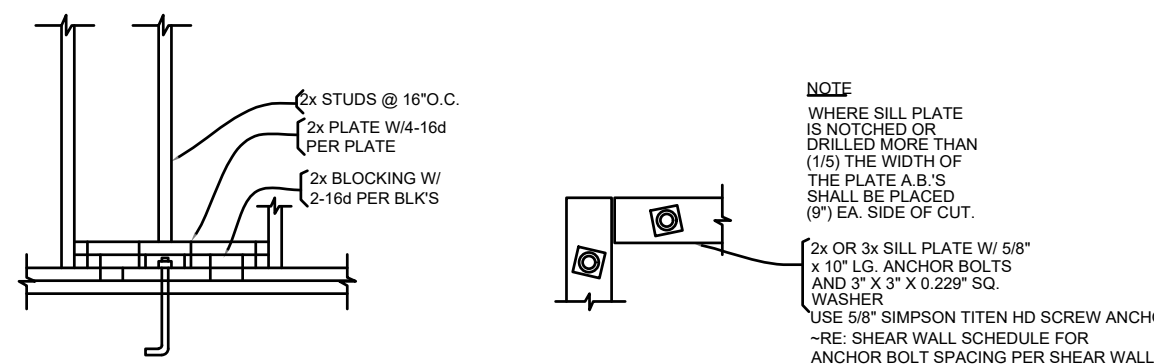 2x STUDS @ 16"O.C.
2x PLATE W/4-16d
PER PLATE
2x BLOCKING W/
2-16d PER BLK'S
NOTE
WHERE SILL PLATE
IS NOTCHED OR
DRILLED MORE THAN
(1/5) THE WIDTH OF
THE PLATE A.B.'S
SHALL BE PLACED
(9") EA. SIDE OF CUT.
2x OR 3x SILL PLATE W/ 5/8"
x 10" LG. ANCHOR BOLTS
AND 3" X 3" X 0.229" SQ.
WASHER
USE 5/8" SIMPSON TITEN HD SCREW ANCHO
~RE: SHEAR WALL SCHEDULE FOR
ANCHOR BOLT SPACING PER SHEAR WALL